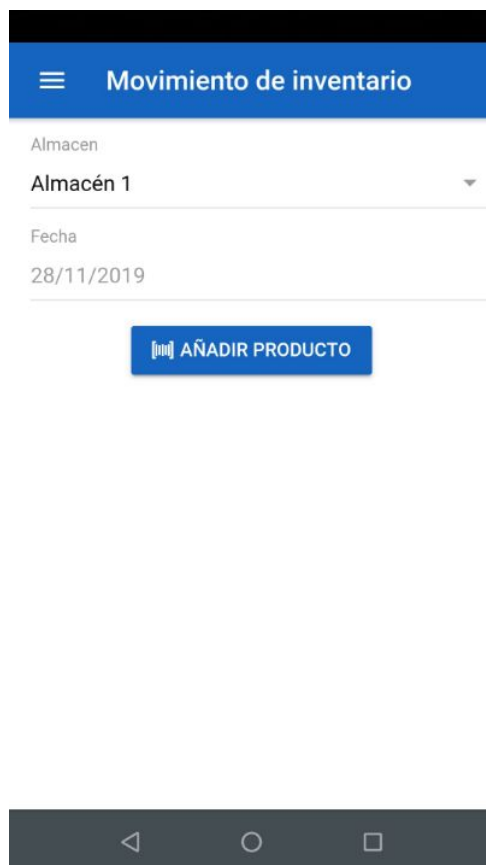 Movimiento de inventario
Almacen
Almacén 1
Fecha
28/11/2019
AÑADIR PRODUCTO